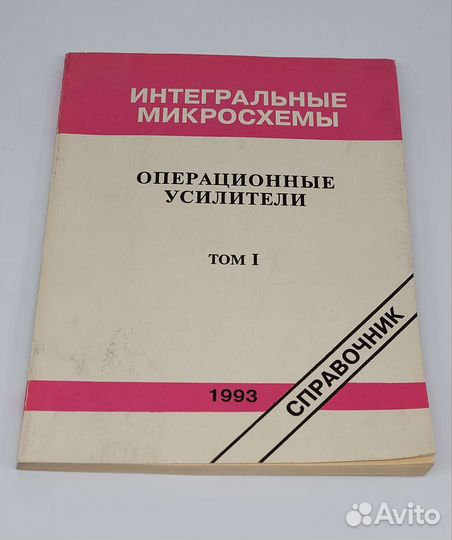 ИНТЕГРАЛЬНЫЕ
МИКРОСХЕМЫ
ОПЕРАЦИОННЫЕ
УСИЛИТЕЛИ
ТОМ I
1993
СПРАВОЧНИК
Avito